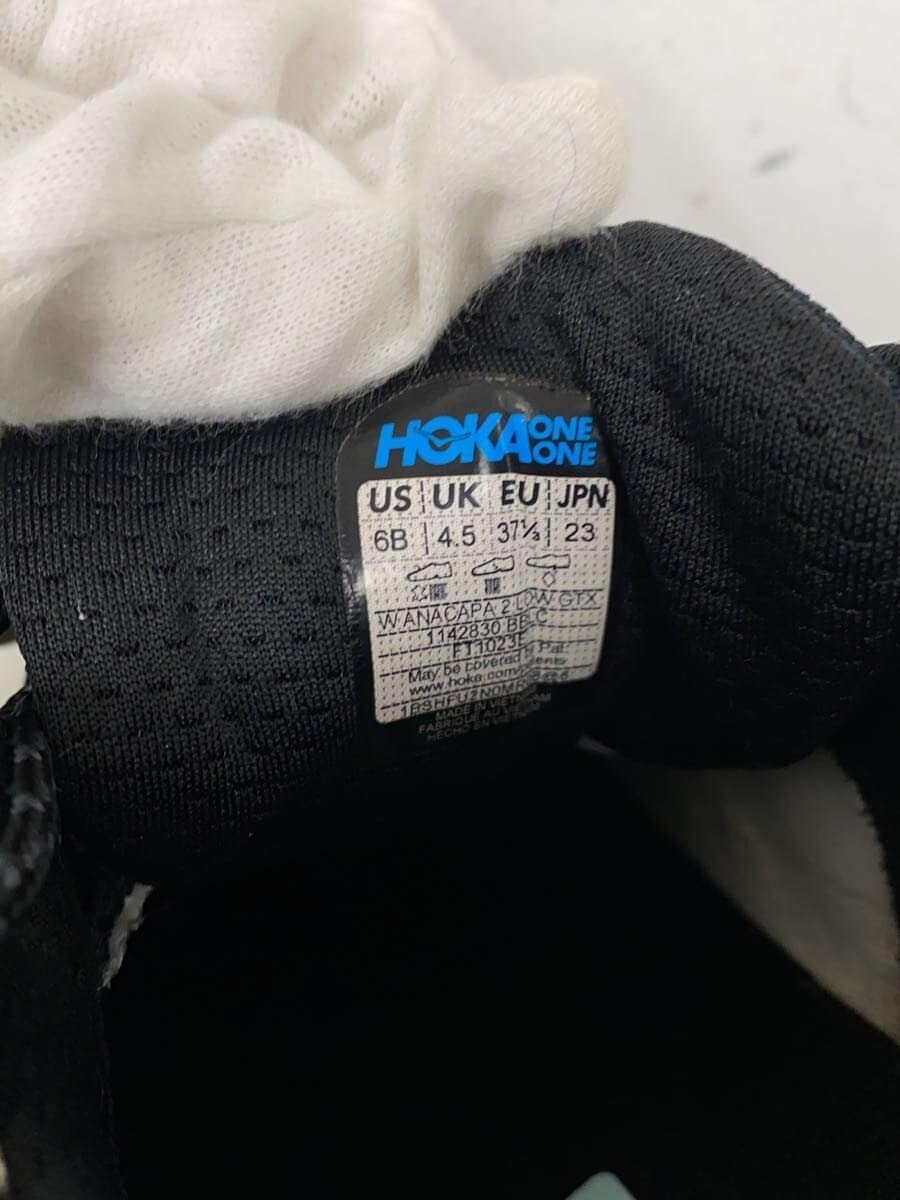 HOKA ONE ONE
US UK EU JPN
6B 4.5 37⅓ 23
W ANACAPA 2 LOW GTX
1142830 BBLC
FT1023F
May be covered by Pat.
www.hoka.com/
MADE IN